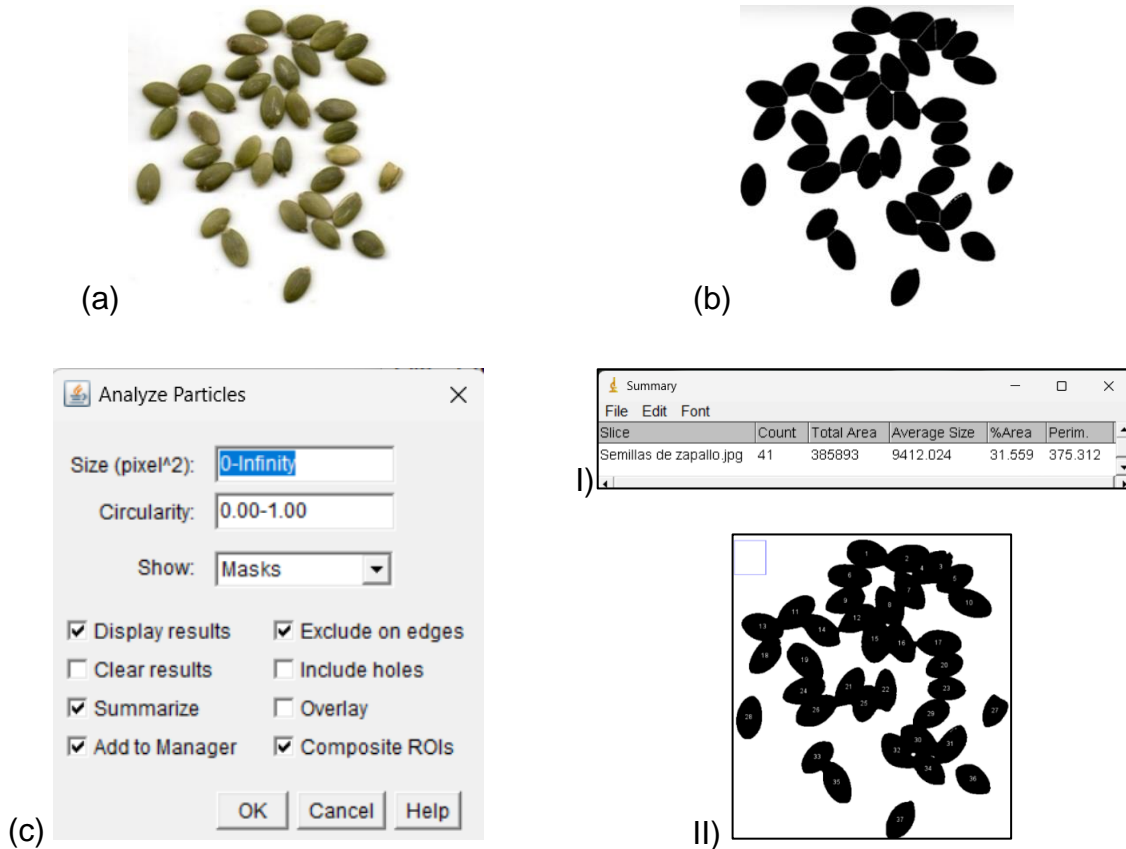 (a)
(b)
Analyze Particles
Size (pixel^2): 0-Infinity
Circularity: 0.00-1.00
Show: Masks
Display results Exclude on edges
Clear results Include holes
Summarize Overlay
Add to Manager Composite ROIs
OK Cancel Help
(c)
Summary
File Edit Font
Slice Count Total Area Average Size %Area Perim.
Semillas de zapallo.jpg 41 385893 9412.024 31.559 375.312
I)
1
2
3
4
5
6
7
8
9
10
11
12
13
14
15
16
17
18
19
20
21
22
23
24
25
26
27
28
29
30
31
32
33
34
35
36
37
II)